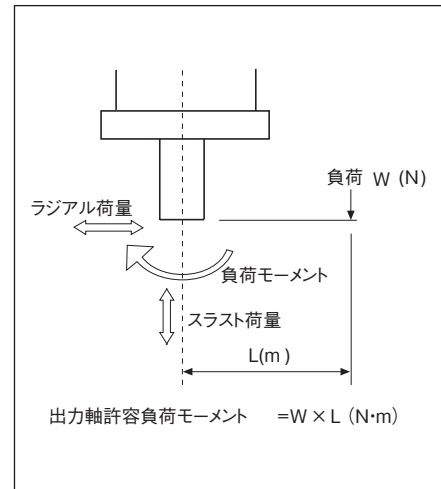 負荷 W (N)
ラジアル荷量
負荷モーメント
スラスト荷量
L(m)
出力軸許容負荷モーメント =W×L (N・m)